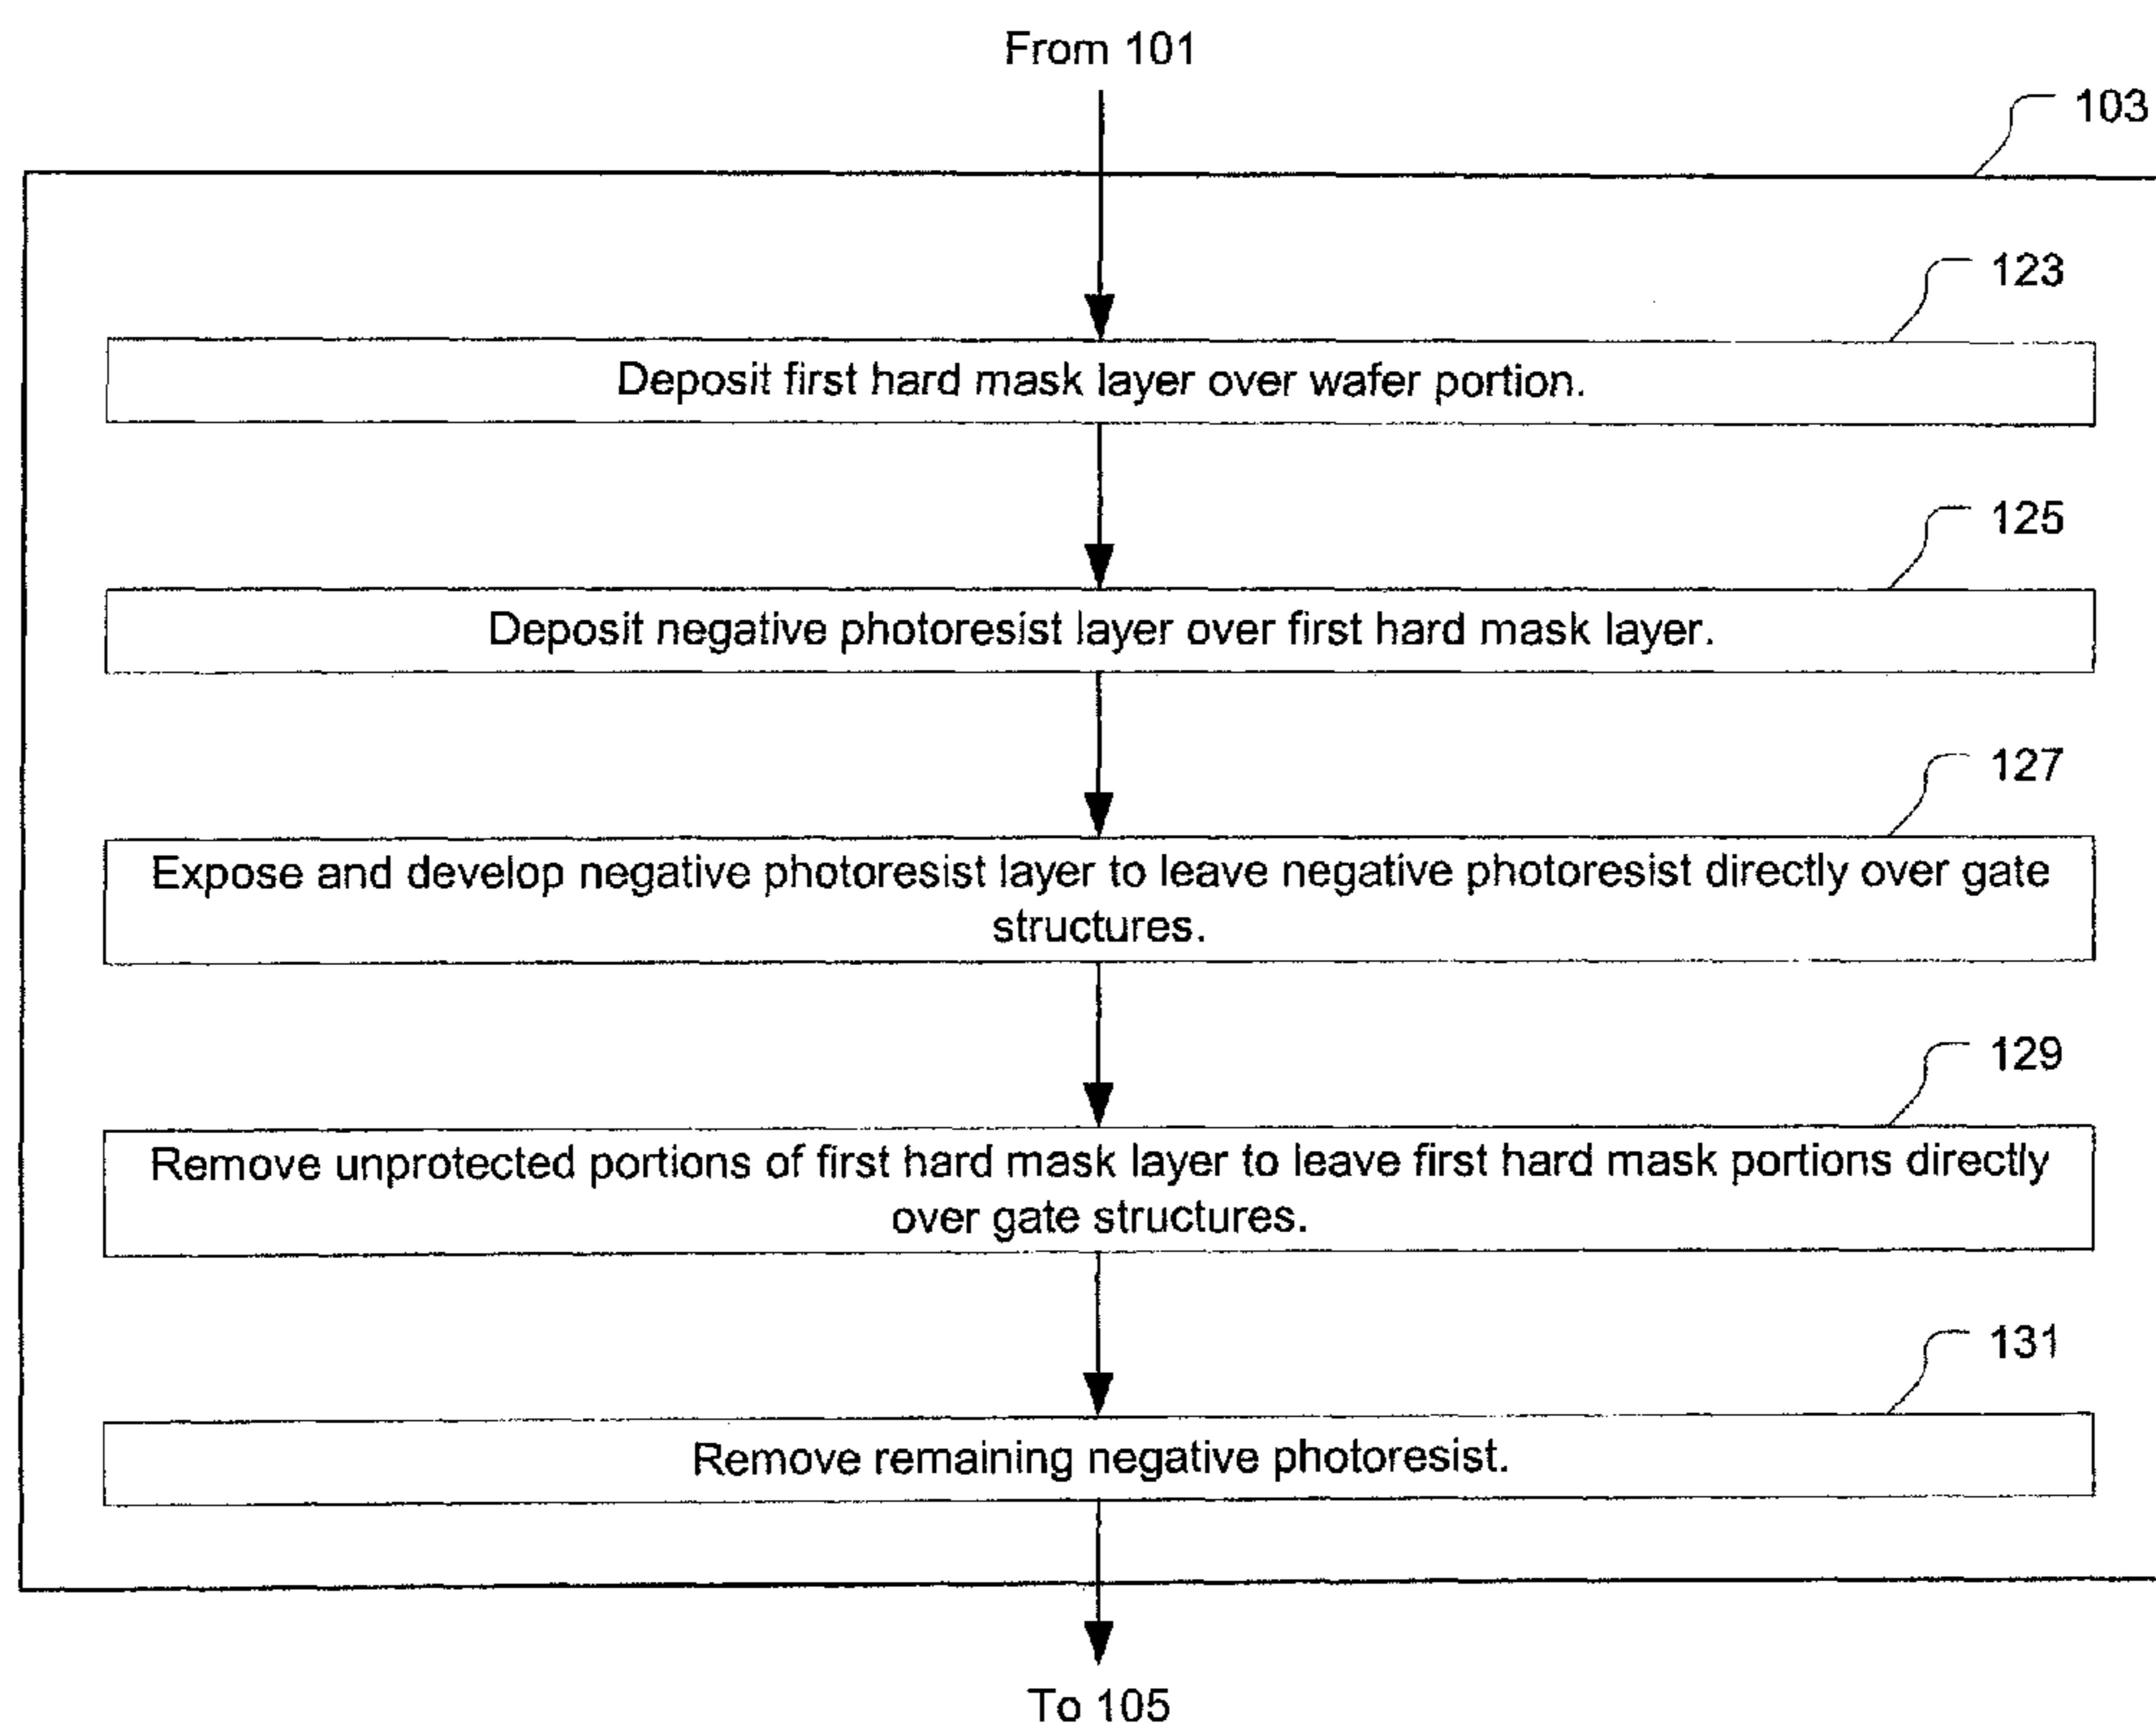 From 101
103
123
Deposit first hard mask layer over wafer portion.
125
Deposit negative photoresist layer over first hard mask layer.
127
Expose and develop negative photoresist layer to leave negative photoresist directly over gate
structures.
129
Remove unprotected portions of first hard mask layer to leave first hard mask portions directly
over gate structures.
131
Remove remaining negative photoresist.
To 105